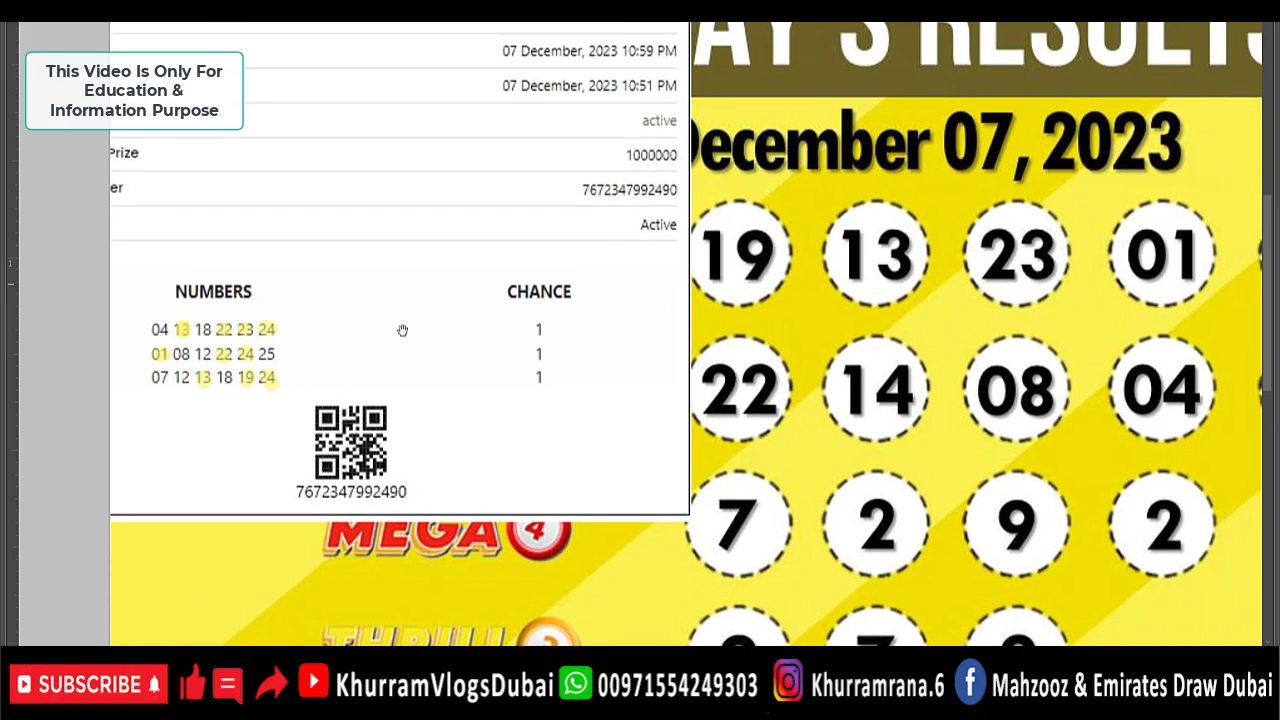 This Video Is Only For
Education &
Information Purpose
07 December, 2023 10:59 PM
07 December, 2023 10:51 PM
active
Prize 1000000
er 7672347992490
Active
NUMBERS CHANCE
04 13 18 22 23 24 1
01 08 12 22 24 25 1
07 12 13 18 19 24 1
7672347992490
AY'S RESULTS
December 07, 2023
19 13 23 01
22 14 08 04
7 2 9 2
MEGA 4
SUBSCRIBE
KhurramVlogsDubai
00971554249303
Khurramrana.6
Mahzooz & Emirates Draw Dubai
1